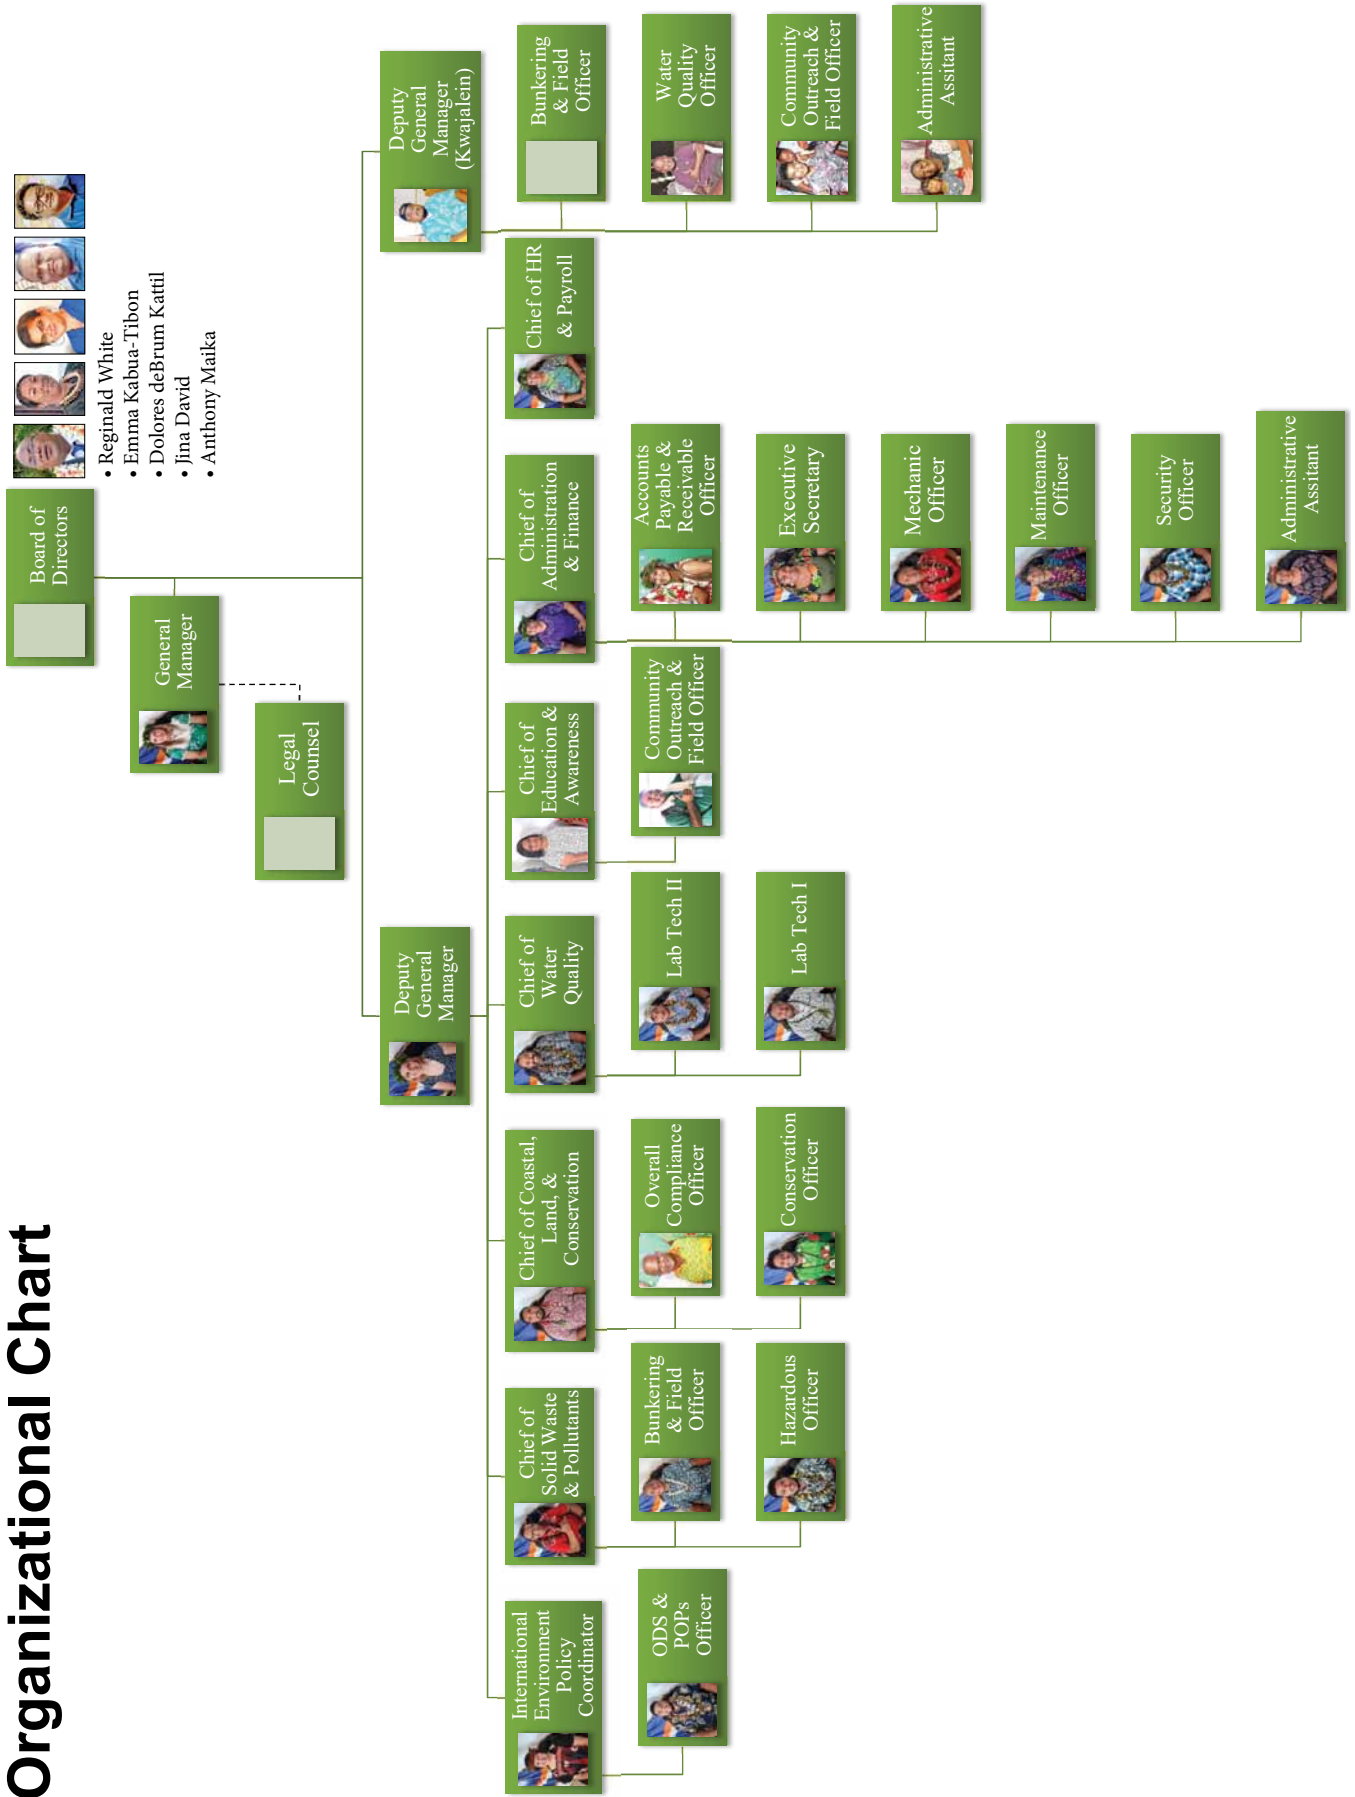 Organizational Chart
Board of
Directors
• Reginald White
• Emma Kabua-Tibon
• Dolores deBrum Kattil
• Jina David
• Anthony Maika
General
Manager
Legal
Counsel
Deputy
General
Manager
Deputy
General
Manager
(Kwajalein)
International
Environment
Policy
Coordinator
ODS &
POPs
Officer
Chief of
Solid Waste
& Pollutants
Bunkering
& Field
Officer
Hazardous
Officer
Chief of Coastal,
Land, &
Conservation
Overall
Compliance
Officer
Conservation
Officer
Chief of
Water
Quality
Lab Tech II
Lab Tech I
Chief of
Education &
Awareness
Community
Outreach &
Field Officer
Chief of
Administration
& Finance
Accounts
Payable &
Receivable
Officer
Executive
Secretary
Mechanic
Officer
Maintenance
Officer
Security
Officer
Administrative
Assitant
Chief of HR
& Payroll
Bunkering
& Field
Officer
Water
Quality
Officer
Community
Outreach &
Field Officer
Administrative
Assitant